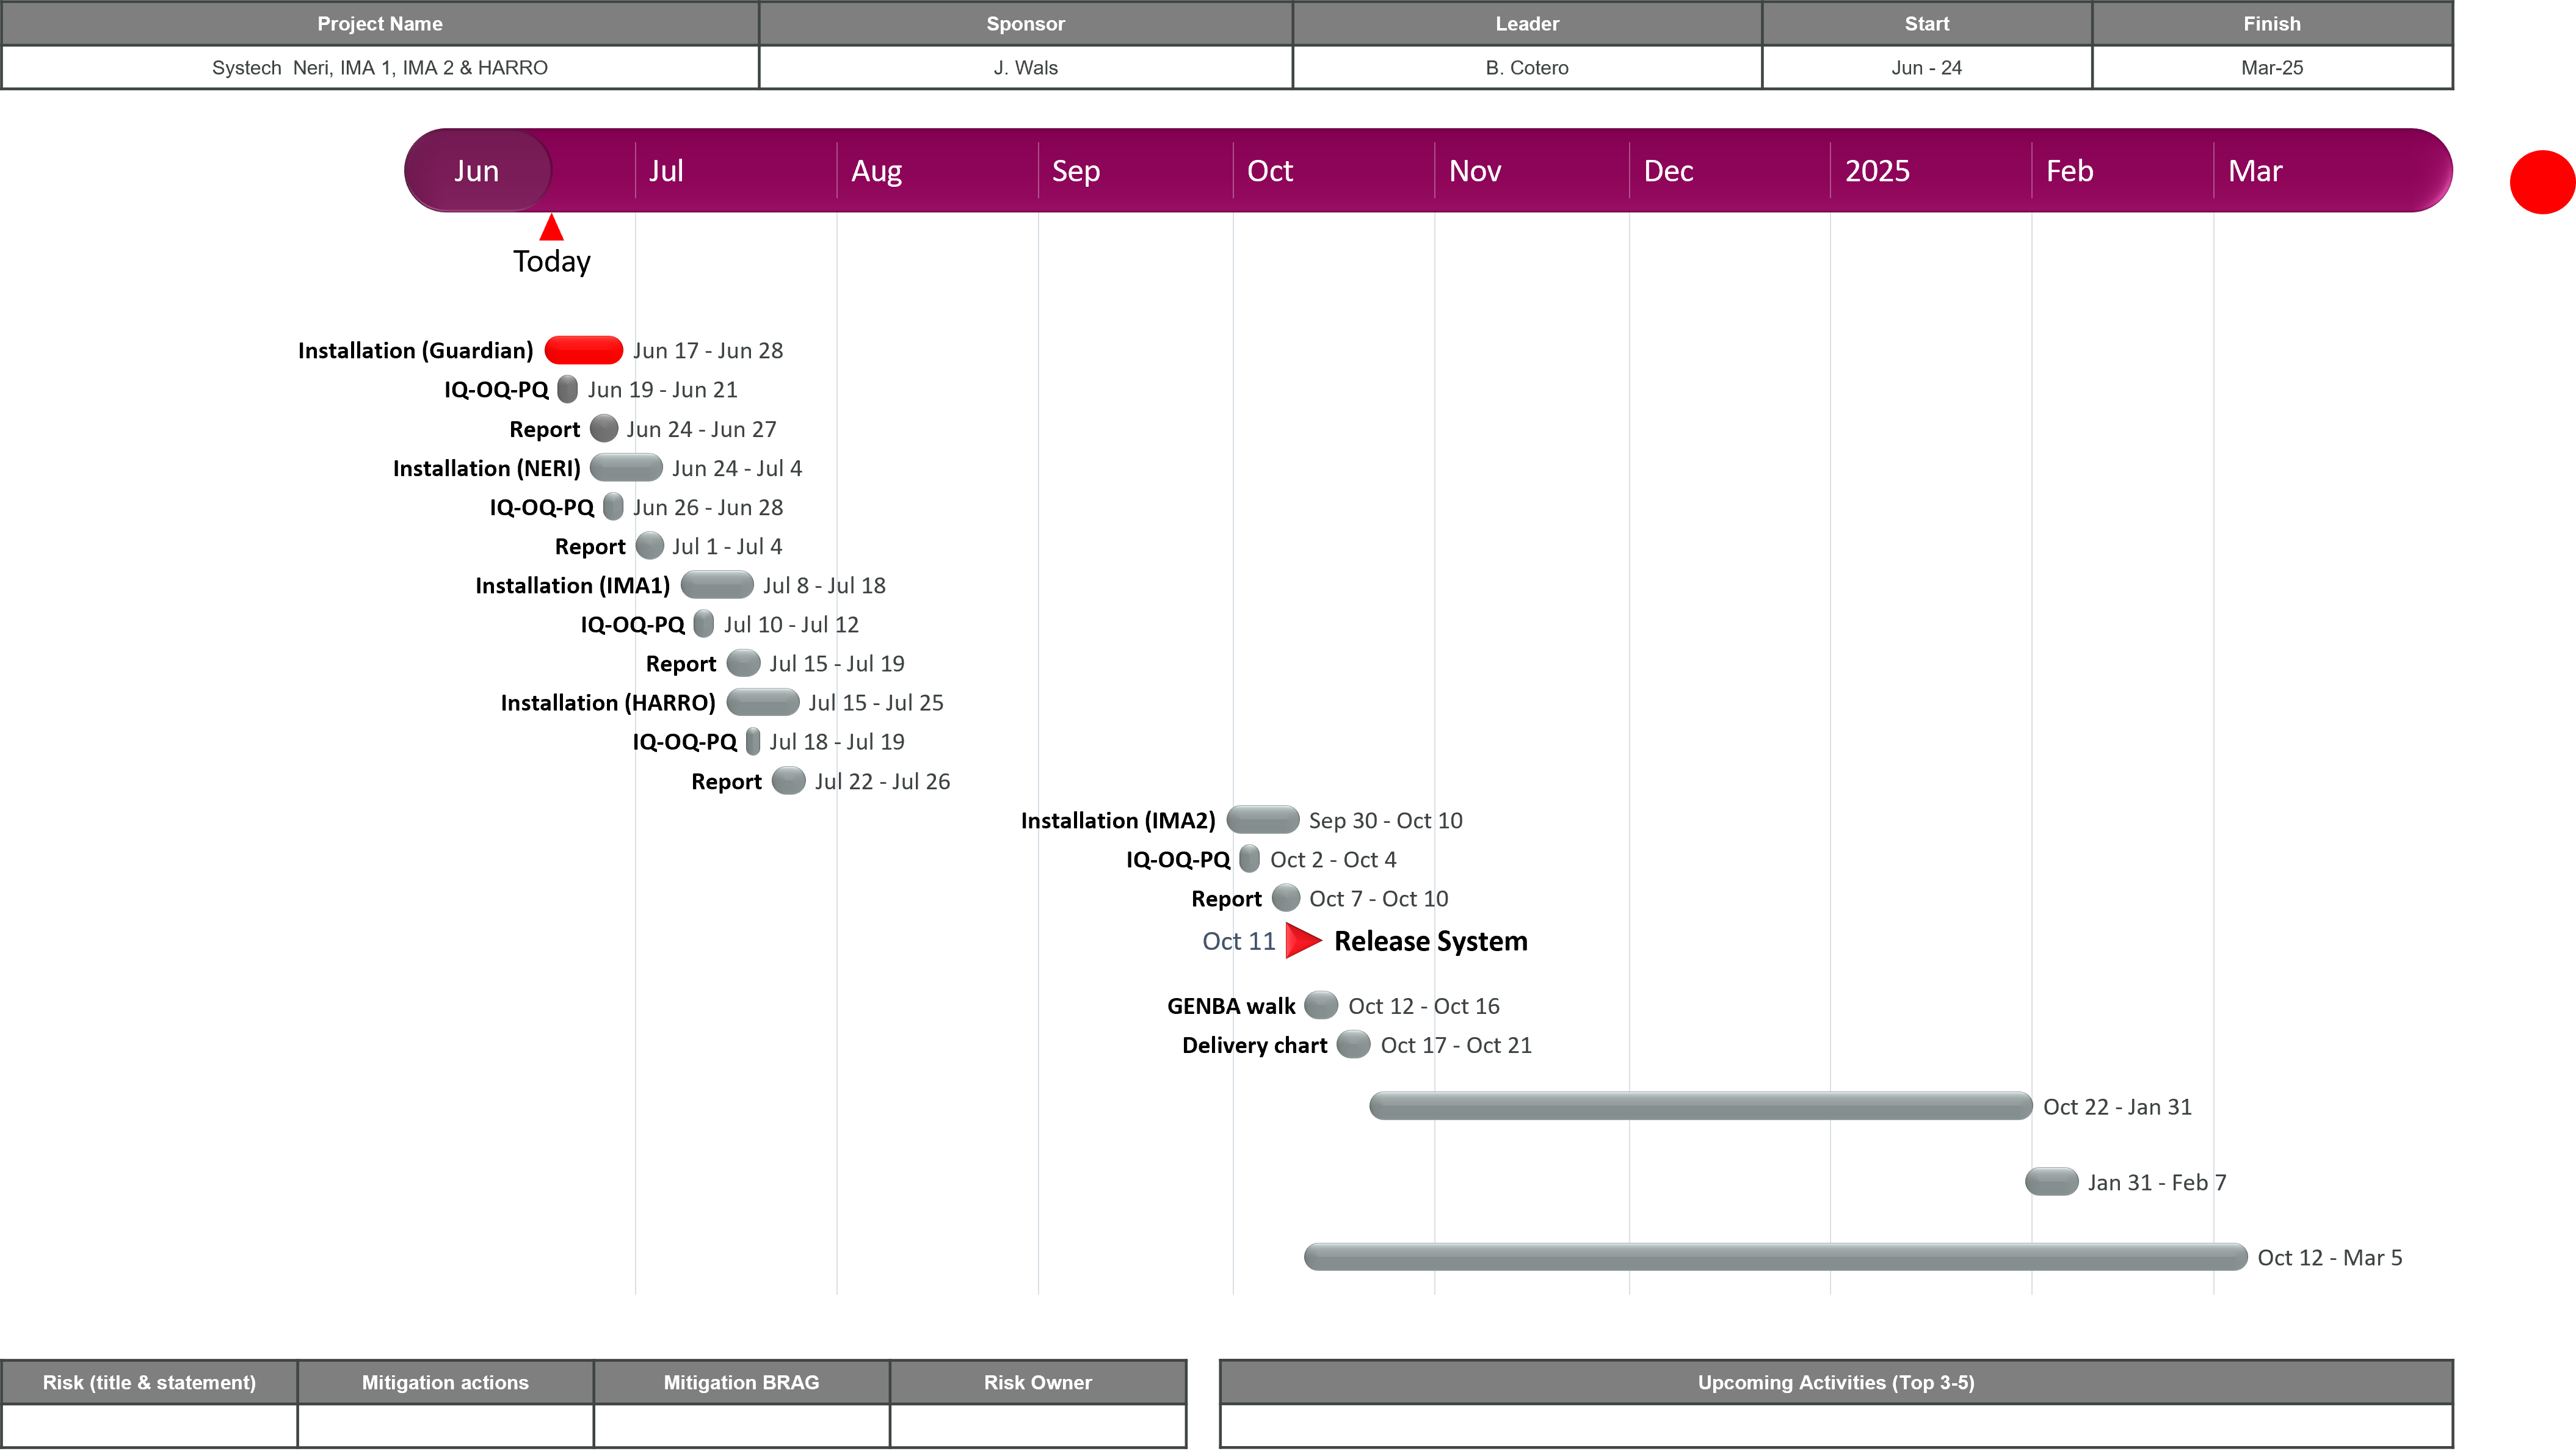 Project Name Sponsor Leader Start Finish
Systech  Neri, IMA 1, IMA 2 & HARRO J. Wals B. Cotero Jun - 24 Mar-25
Jun Jul Aug Sep Oct Nov Dec 2025 Feb Mar
Today
Installation (Guardian) Jun 17 - Jun 28
IQ-OQ-PQ Jun 19 - Jun 21
Report Jun 24 - Jun 27
Installation (NERI) Jun 24 - Jul 4
IQ-OQ-PQ Jun 26 - Jun 28
Report Jul 1 - Jul 4
Installation (IMA1) Jul 8 - Jul 18
IQ-OQ-PQ Jul 10 - Jul 12
Report Jul 15 - Jul 19
Installation (HARRO) Jul 15 - Jul 25
IQ-OQ-PQ Jul 18 - Jul 19
Report Jul 22 - Jul 26
Installation (IMA2) Sep 30 - Oct 10
IQ-OQ-PQ Oct 2 - Oct 4
Report Oct 7 - Oct 10
Oct 11 Release System
GENBA walk Oct 12 - Oct 16
Delivery chart Oct 17 - Oct 21
Oct 22 - Jan 31
Jan 31 - Feb 7
Oct 12 - Mar 5
Risk (title & statement) Mitigation actions Mitigation BRAG Risk Owner Upcoming Activities (Top 3-5)